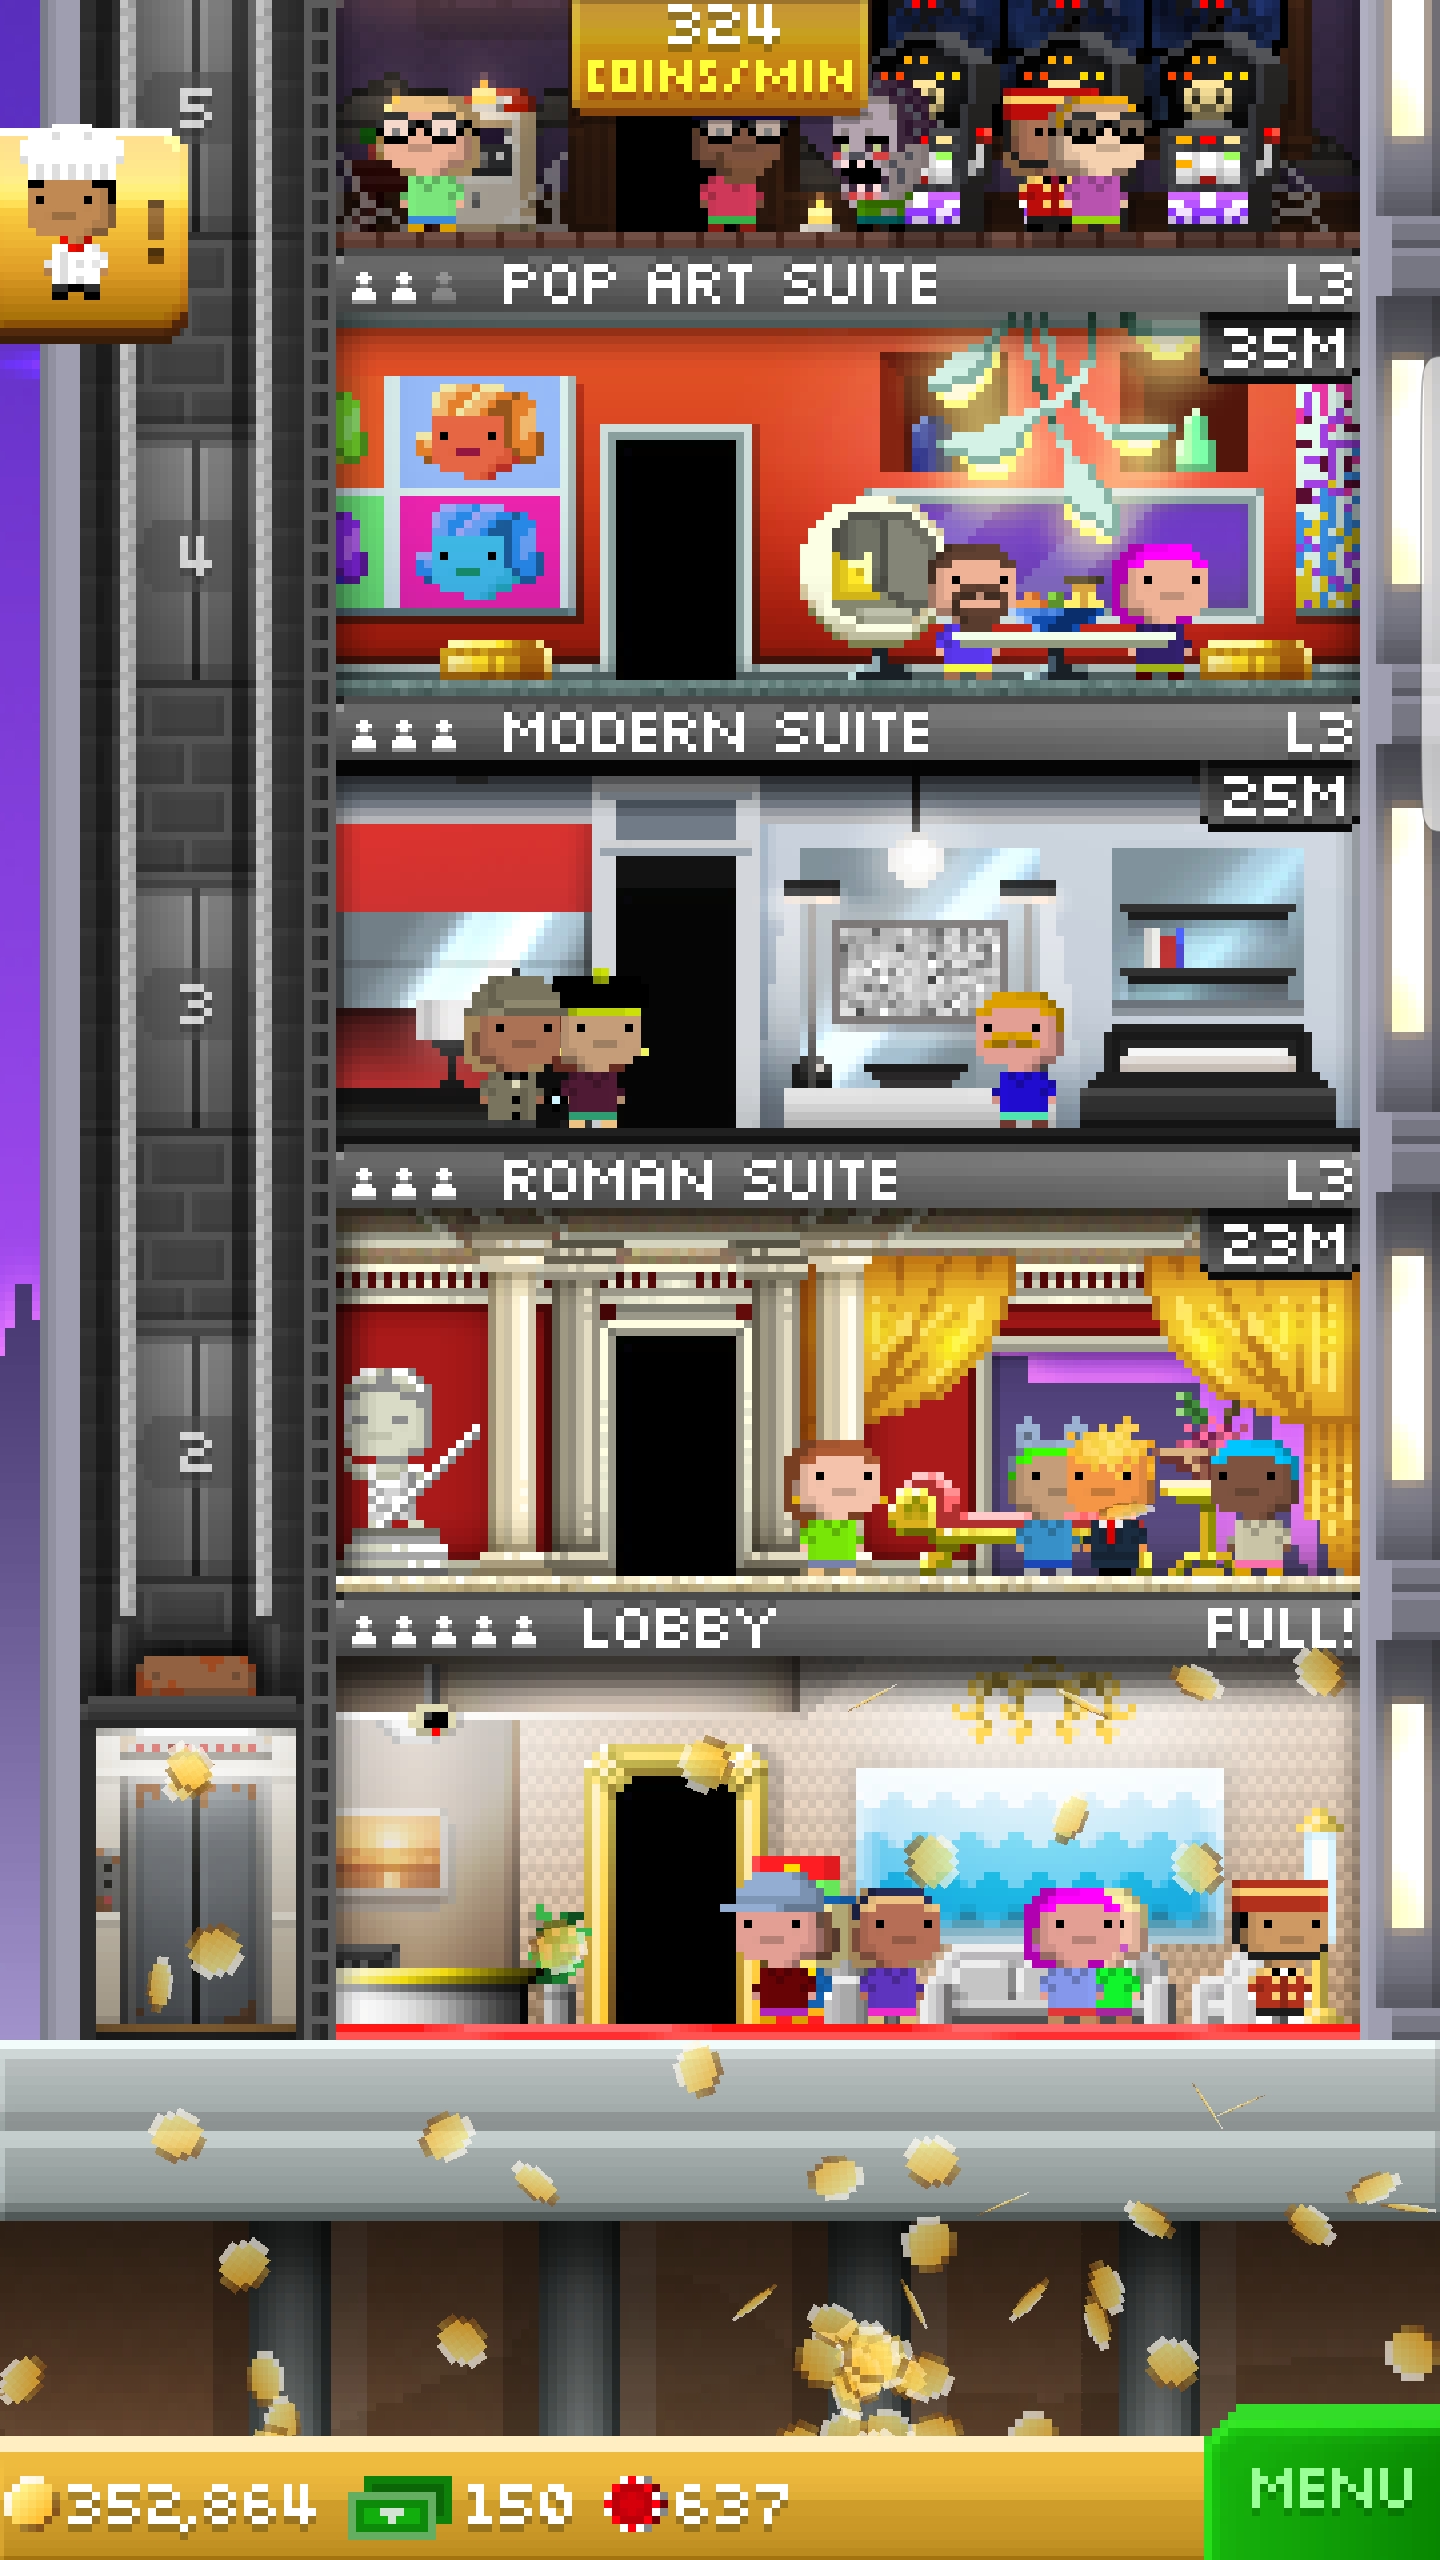 324
COINS/MIN
5
!
POP ART SUITE L3
35M
4
MODERN SUITE L3
25M
3
ROMAN SUITE L3
23M
2
LOBBY FULL!
352,864 150 637
MENU